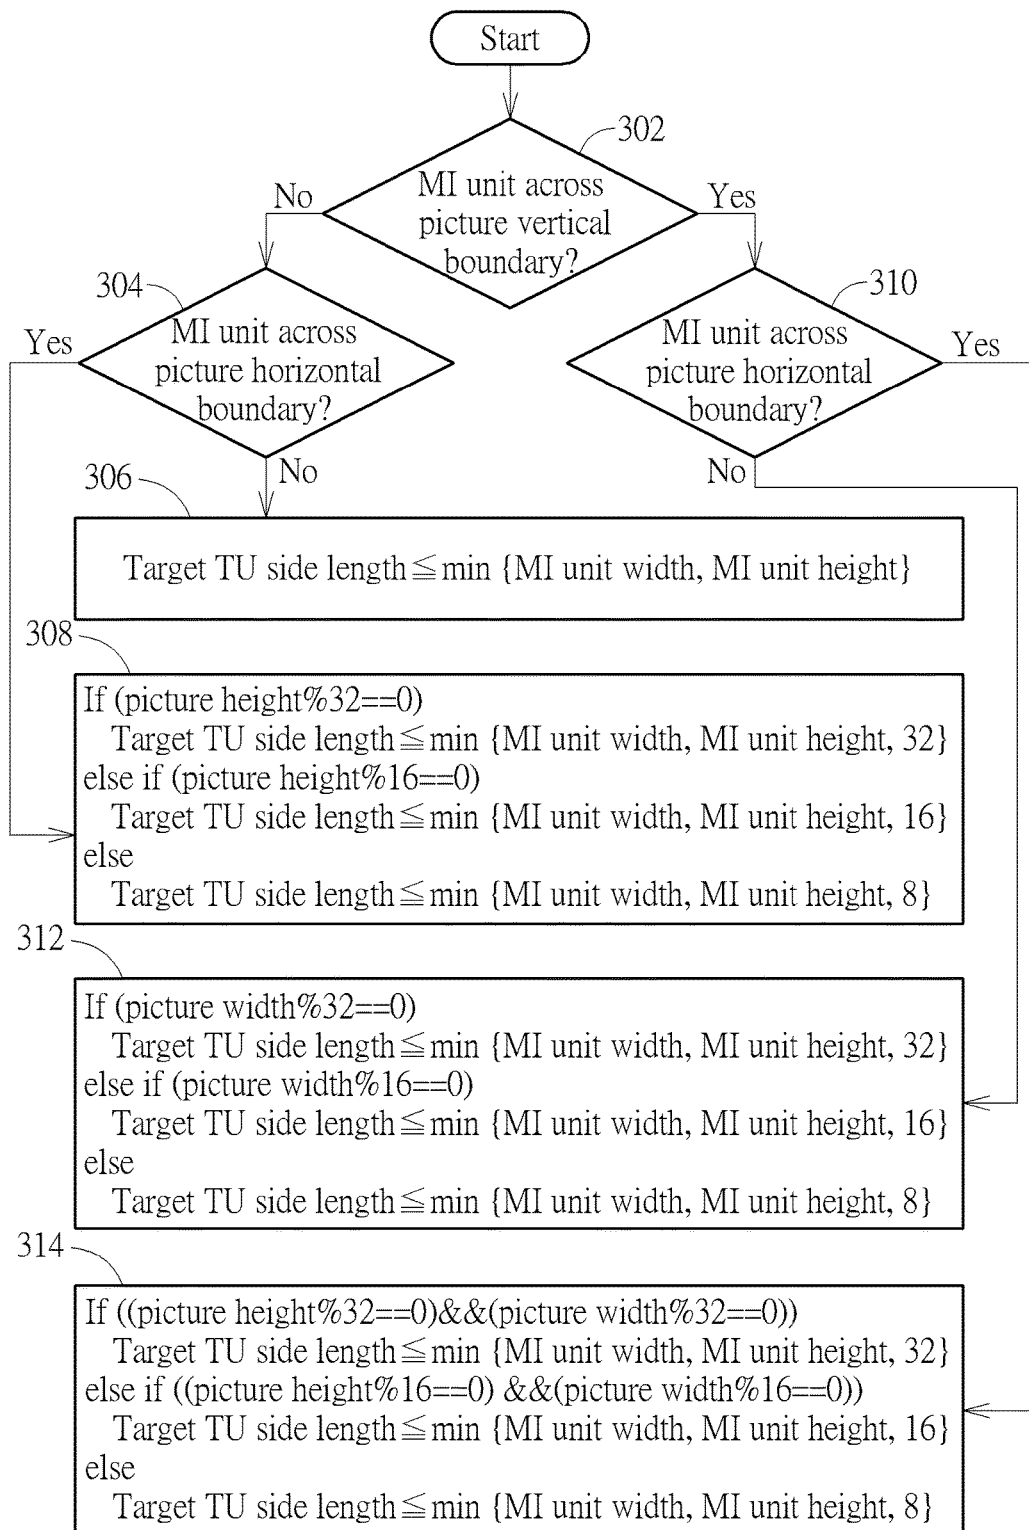 Start
302
MI unit across
picture vertical
boundary?
No
Yes
304
MI unit across
picture horizontal
boundary?
Yes
No
310
MI unit across
picture horizontal
boundary?
Yes
No
306
Target TU side length≦min {MI unit width, MI unit height}
308
If (picture height%32==0)
Target TU side length≦min {MI unit width, MI unit height, 32}
else if (picture height%16==0)
Target TU side length≦min {MI unit width, MI unit height, 16}
else
Target TU side length≦min {MI unit width, MI unit height, 8}
312
If (picture width%32==0)
Target TU side length≦min {MI unit width, MI unit height, 32}
else if (picture width%16==0)
Target TU side length≦min {MI unit width, MI unit height, 16}
else
Target TU side length≦min {MI unit width, MI unit height, 8}
314
If ((picture height%32==0)&&(picture width%32==0))
Target TU side length≦min {MI unit width, MI unit height, 32}
else if ((picture height%16==0) &&(picture width%16==0))
Target TU side length≦min {MI unit width, MI unit height, 16}
else
Target TU side length≦min {MI unit width, MI unit height, 8}